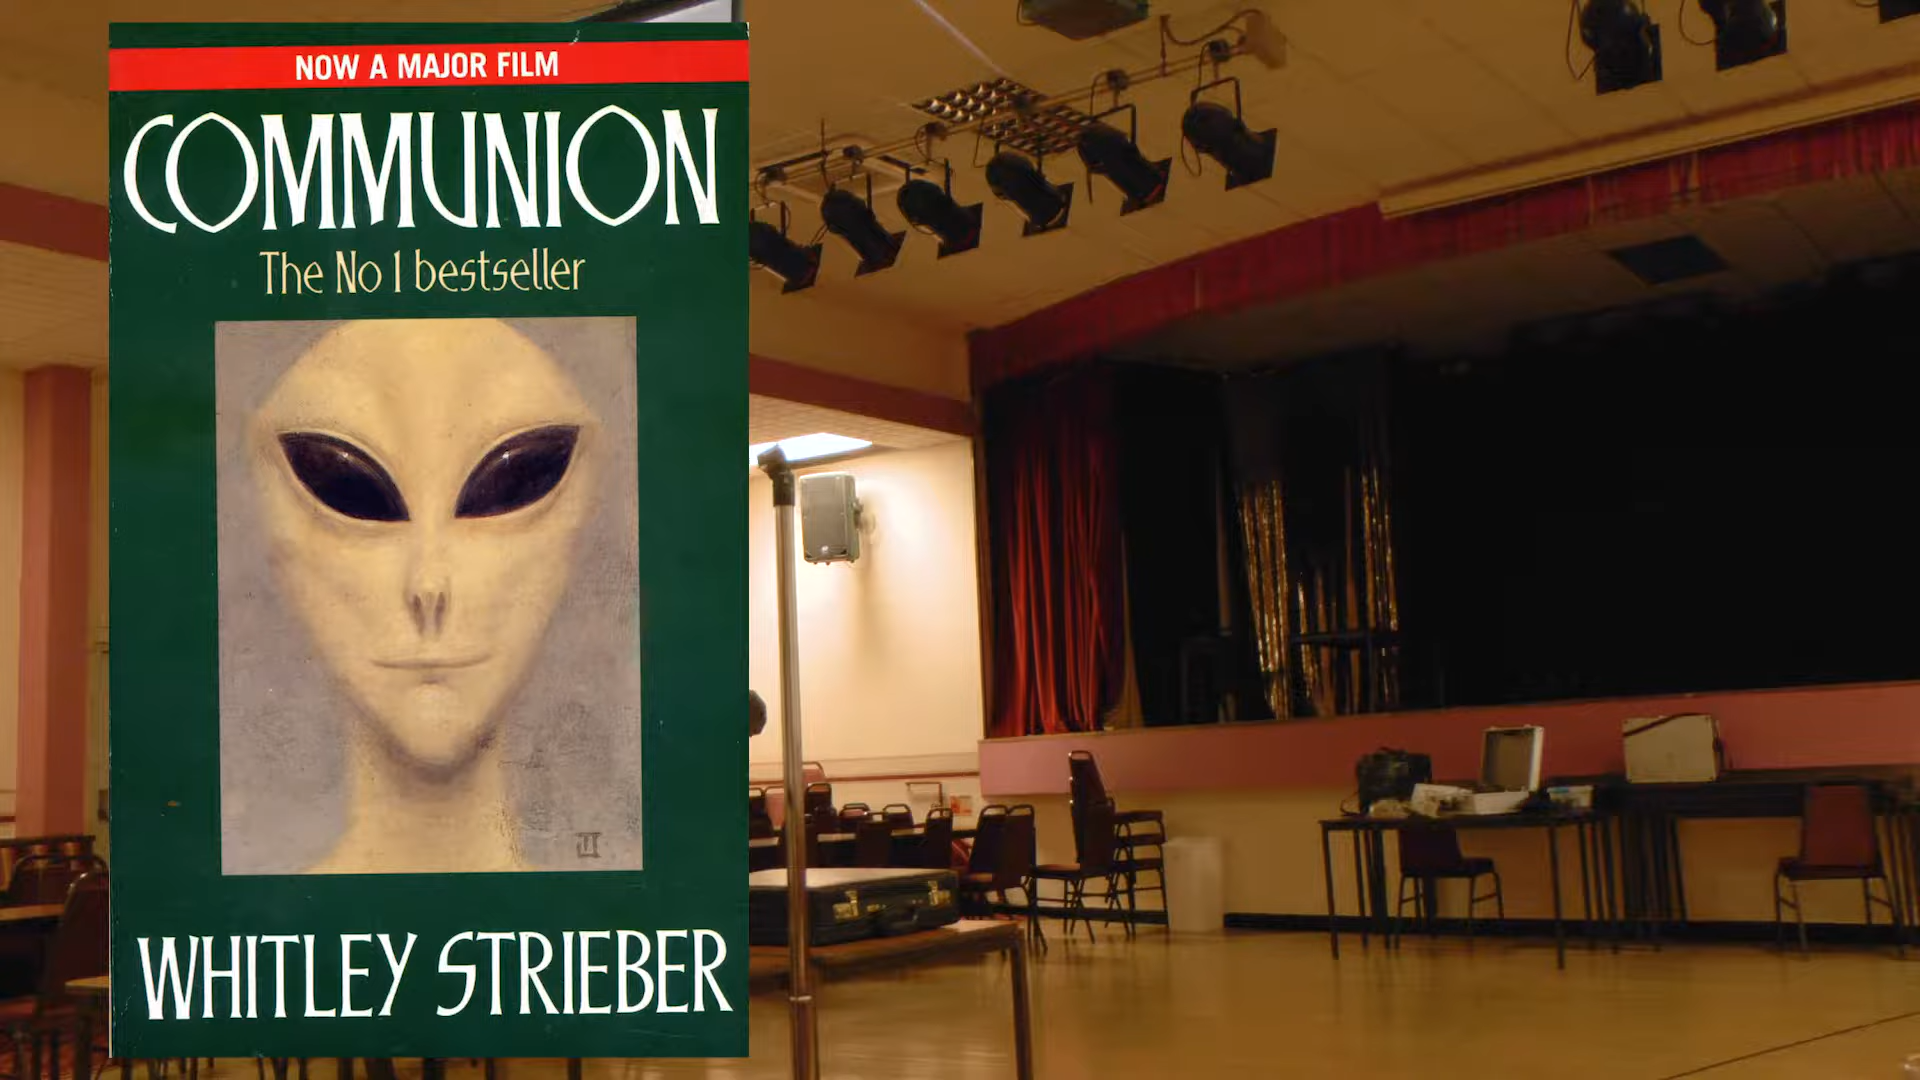 NOW A MAJOR FILM
COMMUNION
The No 1 bestseller
WHITLEY STRIEBER